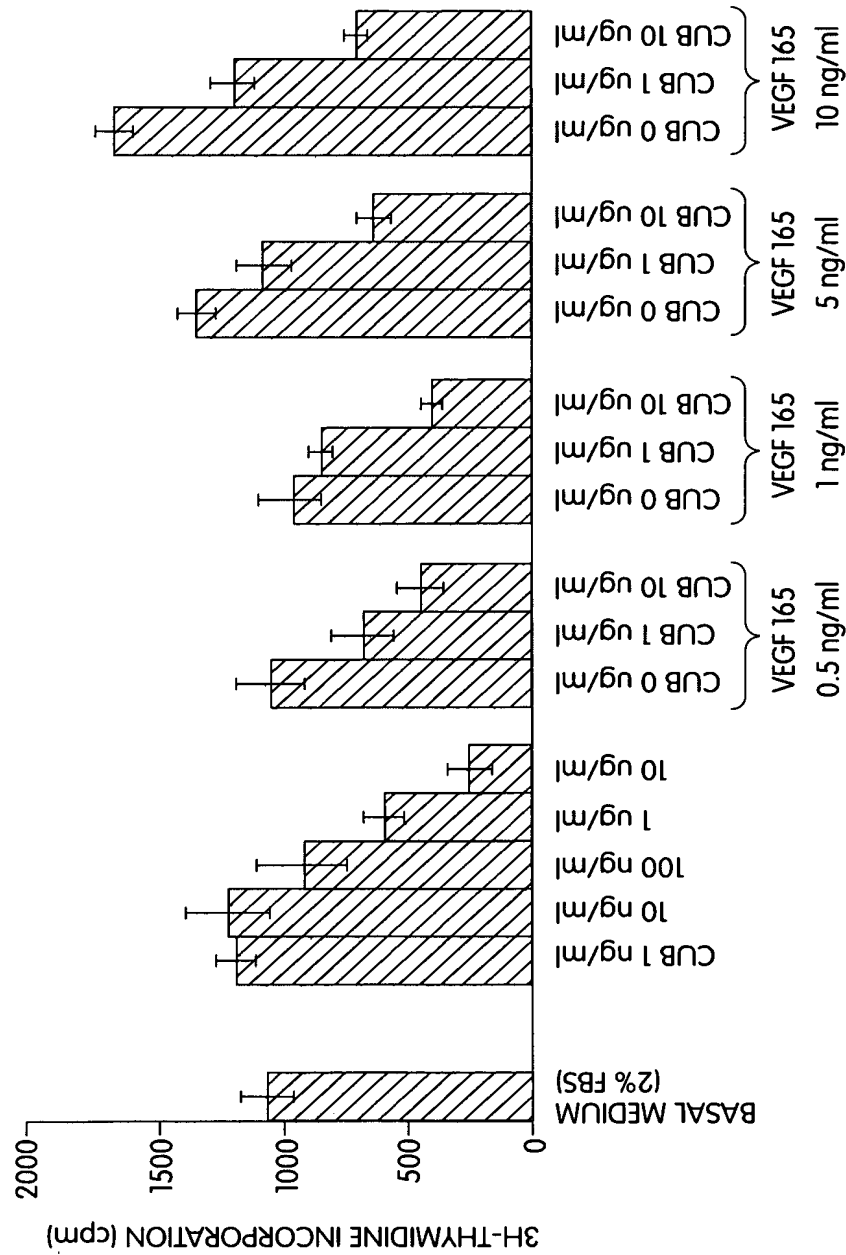 3H-THYMIDINE INCORPORATION (cpm)
2000
1500
1000
500
0
BASAL MEDIUM
(2% FBS)
CUB 1 ng/ml
10 ng/ml
100 ng/ml
1 ug/ml
10 ug/ml
CUB 0 ug/ml
CUB 1 ug/ml
CUB 10 ug/ml
VEGF 165
0.5 ng/ml
CUB 0 ug/ml
CUB 1 ug/ml
CUB 10 ug/ml
VEGF 165
1 ng/ml
CUB 0 ug/ml
CUB 1 ug/ml
CUB 10 ug/ml
VEGF 165
5 ng/ml
CUB 0 ug/ml
CUB 1 ug/ml
CUB 10 ug/ml
VEGF 165
10 ng/ml